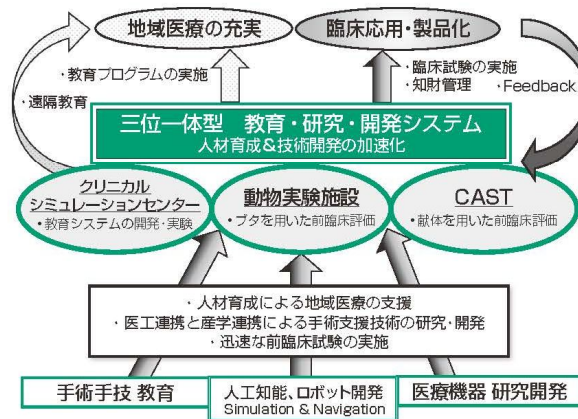 地域医療の充実
臨床応用・製品化
・教育プログラムの実施
・遠隔教育
・臨床試験の実施
・知財管理
・Feedback
三位一体型 教育・研究・開発システム
人材育成&技術開発の加速化
クリニカル
シミュレーションセンター
・教育システムの開発・実験
動物実験施設
・ブタを用いた前臨床評価
CAST
・献体を用いた前臨床評価
・人材育成による地域医療の支援
・医工連携と産学連携による手術支援技術の研究・開発
・迅速な前臨床試験の実施
手術手技 教育
人工知能、ロボット開発
Simulation & Navigation
医療機器 研究開発